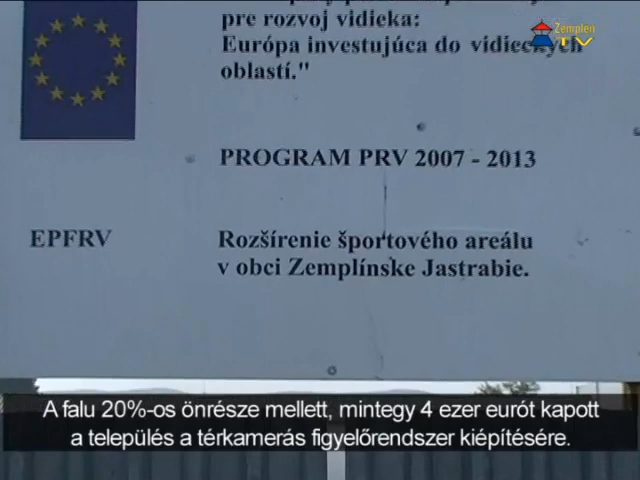 pre rozvoj vidieka:
Európa investujúca do vidieckych
oblastí."
Zemplén
TV
PROGRAM PRV 2007 - 2013
EPFRV
Rozšírenie športového areálu
v obci Zemplínske Jastrabie.
A falu 20%-os önrésze mellett, mintegy 4 ezer eurót kapott
a település a térkamerás figyelőrendszer kiépítésére.